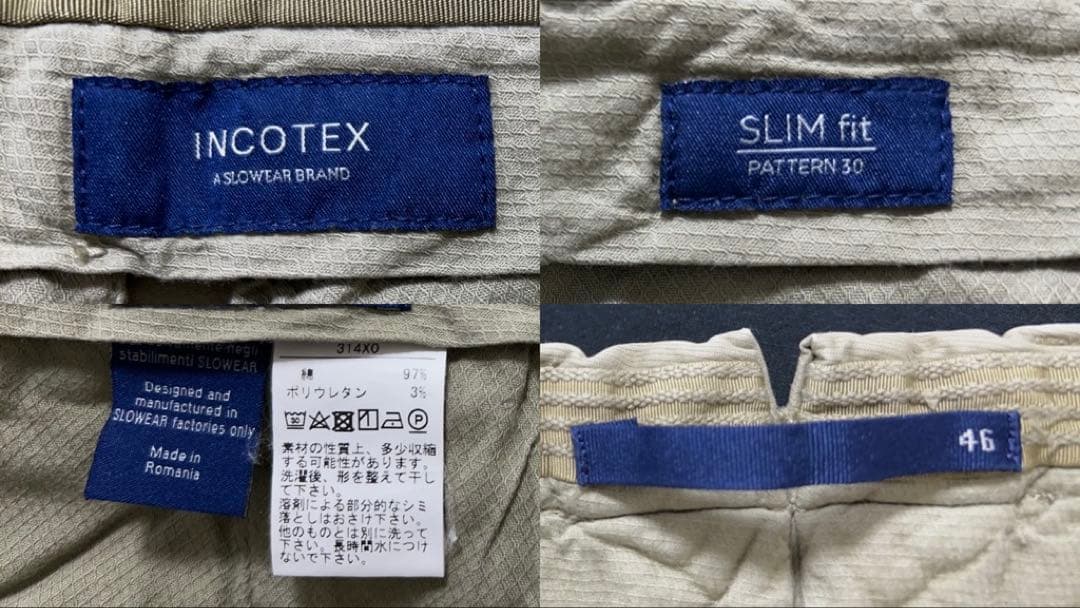 INCOTEX
A SLOWEAR BRAND
SLIM fit
PATTERN 30
negli
stabilimenti SLOWEAR
Designed and
manufactured in
SLOWEAR factories only
Made in
Romania
314X0
綿 97%
ポリウレタン 3%
素材の性質上、多少収縮
する可能性があります。
洗濯後、形を整えて干し
て下さい。
溶剤による部分的なシミ
落としはおさけ下さい。
他のものとは別に洗って
下さい。長時間水につけ
ないで下さい。
46